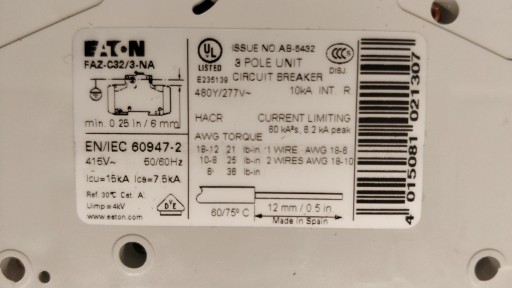 EATON
FAZ-C32/3-NA
min. 0.25 in / 6 mm
EN/IEC 60947-2
415V~ 50/60Hz
Icu=15kA Ics=7.5kA
Ref. 30°C Cat. A
Uimp=4kV
www.eaton.com
DVE
UL
LISTED
E235139
ISSUE NO. AB-5432
3 POLE UNIT
CIRCUIT BREAKER
480Y/277V~ 10kA INT. R
CCC
DISJ.
HACR CURRENT LIMITING
60 kA²s, 8.2 kA peak
AWG TORQUE
18-12 21 lb-in 1 WIRE AWG 18-6
10-8 25 lb-in 2 WIRES AWG 18-10
6 36 lb-in
60/75°C
12 mm / 0.5 in
Made in Spain
4 015081 021307